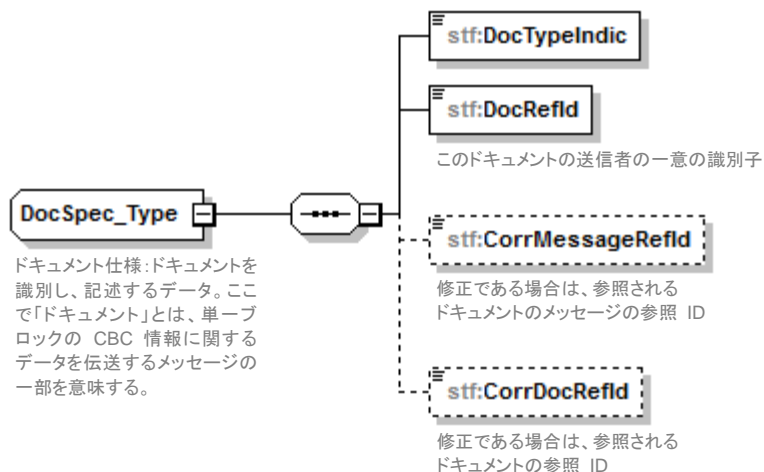 stf:DocTypeIndic
stf:DocRefId
このドキュメントの送信者の一意の識別子
DocSpec_Type
ドキュメント仕様:ドキュメントを
識別し、記述するデータ。ここ
で「ドキュメント」とは、単一ブ
ロックの CBC 情報に関する
データを伝送するメッセージの
一部を意味する。
stf:CorrMessageRefId
修正である場合は、参照される
ドキュメントのメッセージの参照 ID
stf:CorrDocRefId
修正である場合は、参照される
ドキュメントの参照 ID